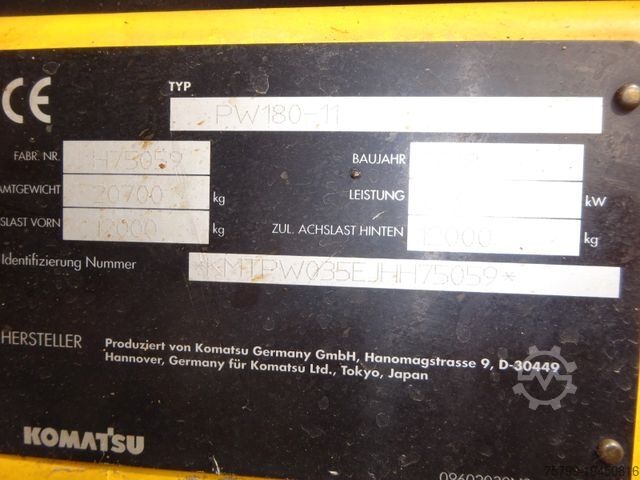 CE
TYP
PW180-11
FABR. NR. H75059 BAUJAHR
AMTGEWICHT 20700 kg LEISTUNG kW
SLAST VORN 12000 kg ZUL. ACHSLAST HINTEN 12000 kg
Identifizierung Nummer *KMTPW035EJHH75059*
HERSTELLER Produziert von Komatsu Germany GmbH, Hanomagstrasse 9, D-30449
Hannover, Germany für Komatsu Ltd., Tokyo, Japan
KOMATSU